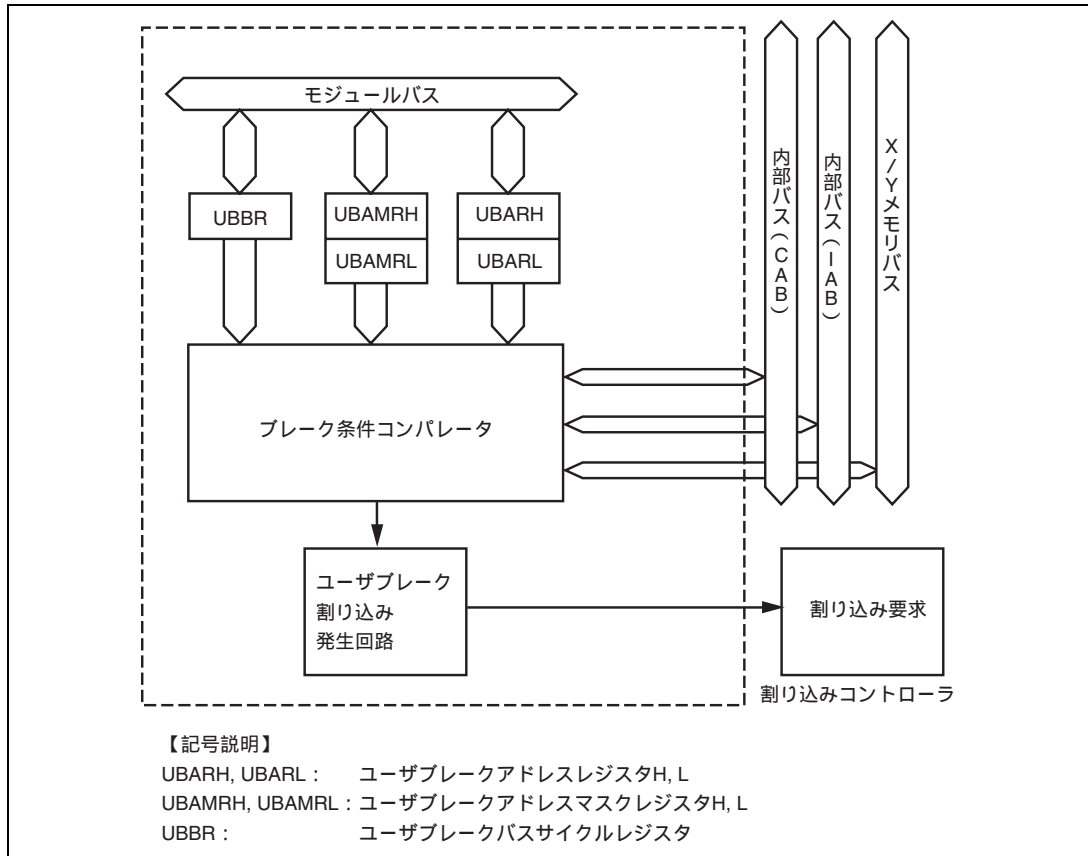 モジュールバス
UBBR
UBAMRH
UBAMRL
UBARH
UBARL
内部バス(CAB)
内部バス(IAB)
X/Yメモリバス
ブレーク条件コンパレータ
ユーザブレーク
割り込み
発生回路
割り込み要求
割り込みコントローラ
【記号説明】
UBARH, UBARL : ユーザブレークアドレスレジスタH, L
UBAMRH, UBAMRL : ユーザブレークアドレスマスクレジスタH, L
UBBR : ユーザブレークバスサイクルレジスタ